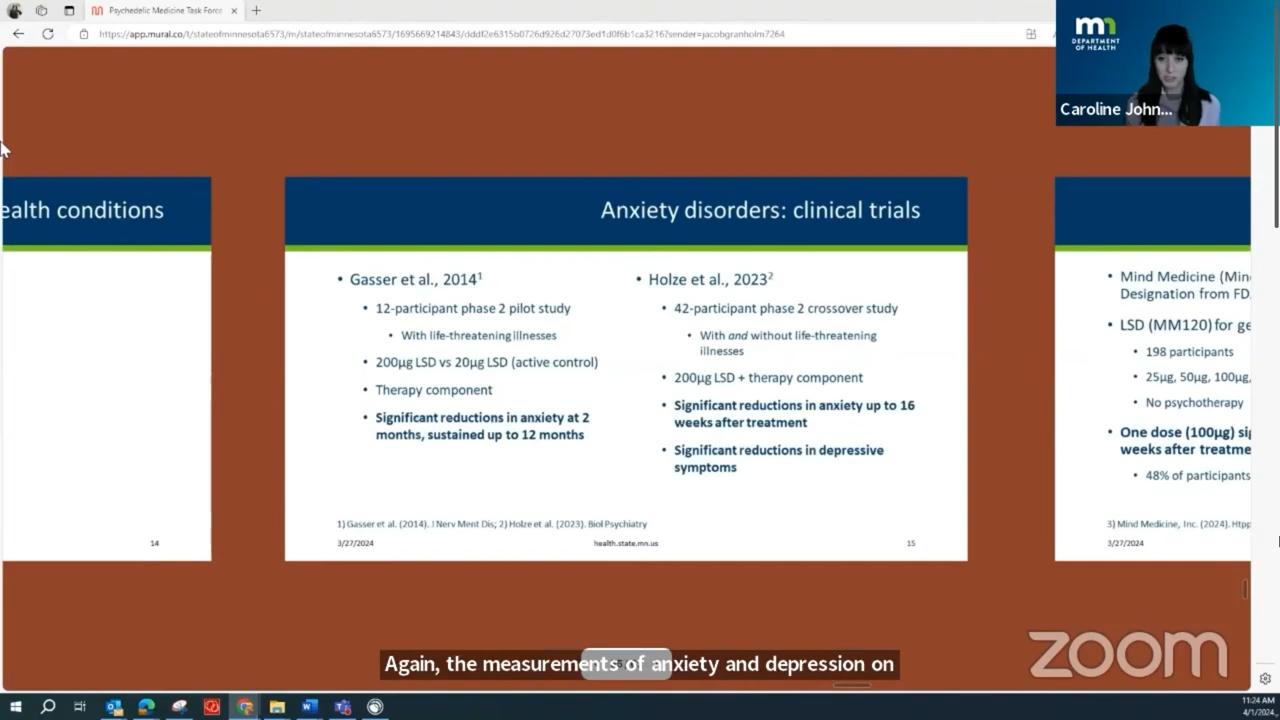 Psychedelic Medicine Task Force
https://app.mural.co/t/stateofminnesota6573/m/stateofminnesota6573/1695669214843/dddf2e6315b0726d926d27073ed1d0f6b1ca3216?sender=jacobgranholm7264
mn
DEPARTMENT
OF HEALTH
Caroline John...
ealth conditions
14
Anxiety disorders: clinical trials
• Gasser et al., 2014¹
• 12-participant phase 2 pilot study
• With life-threatening illnesses
• 200µg LSD vs 20µg LSD (active control)
• Therapy component
• Significant reductions in anxiety at 2
months, sustained up to 12 months
• Holze et al., 2023²
• 42-participant phase 2 crossover study
• With and without life-threatening
illnesses
• 200µg LSD + therapy component
• Significant reductions in anxiety up to 16
weeks after treatment
• Significant reductions in depressive
symptoms
1) Gasser et al. (2014). J Nerv Ment Dis; 2) Holze et al. (2023). Biol Psychiatry
3/27/2024
health.state.mn.us
15
• Mind Medicine (Min
Designation from FD
• LSD (MM120) for ge
• 198 participants
• 25µg, 50µg, 100µg,
• No psychotherapy
• One dose (100µg) sig
weeks after treatme
• 48% of participants
3) Mind Medicine, Inc. (2024). Http
3/27/2024
Again, the measurements of anxiety and depression on
zoom
11:24 AM
4/1/2024